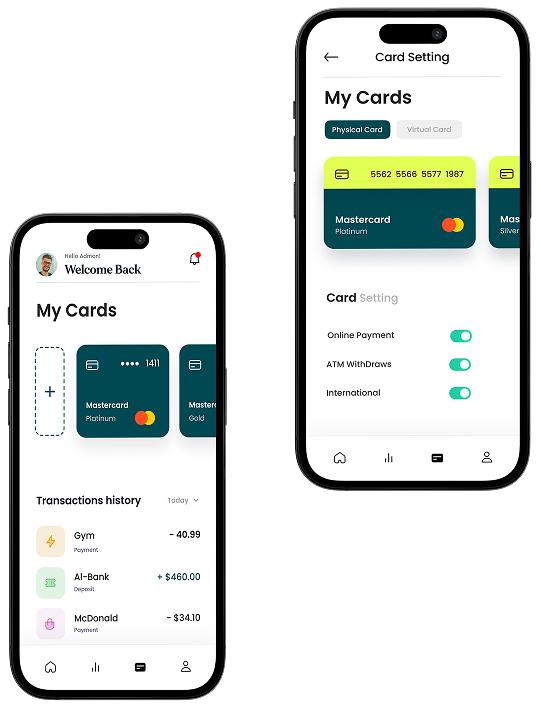 Card Setting
My Cards
Physical Card
Virtual Card
5562 5566 5577 1987
Mastercard
Platinum
Mas
Silver
Card Setting
Online Payment
ATM WithDraws
International
Hello Admon!
Welcome Back
My Cards
+
•••• 1411
Mastercard
Platinum
Master
Gold
Transactions history
Today
Gym
Payment
- 40.99
Al-Bank
Deposit
+ $460.00
McDonald
Payment
- $34.10